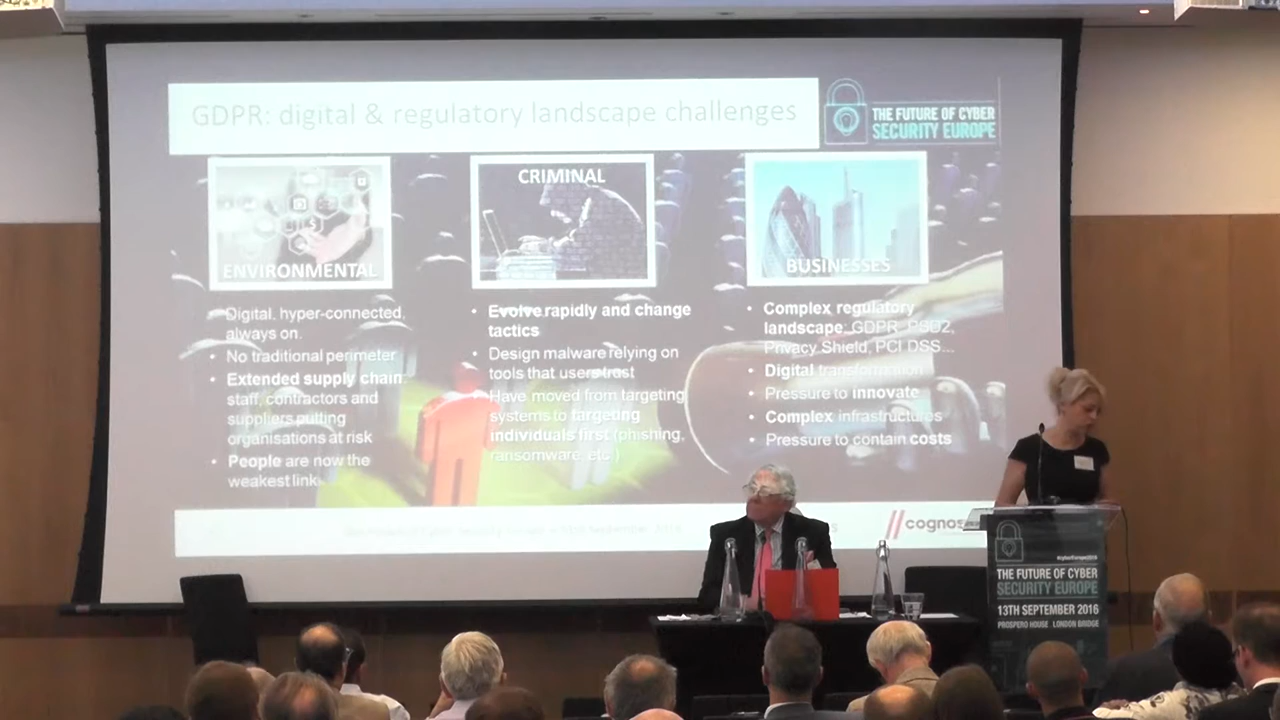 GDPR: digital & regulatory landscape challenges
THE FUTURE OF CYBER
SECURITY EUROPE
ENVIRONMENTAL
• Digital, hyper-connected,
always on.
• No traditional perimeter
• Extended supply chain:
staff, contractors and
suppliers putting
organisations at risk
• People are now the
weakest link
CRIMINAL
• Evolve rapidly and change
tactics
• Design malware relying on
tools that users trust
• Have moved from targeting
systems to targeting
individuals first (phishing,
ransomware, etc.)
BUSINESSES
• Complex regulatory
landscape: GDPR, PSD2,
Privacy Shield, PCI DSS...
• Digital transformation
• Pressure to innovate
• Complex infrastructures
• Pressure to contain costs
cognos
THE FUTURE OF CYBER
SECURITY EUROPE
13TH SEPTEMBER 2016
PROSPERO HOUSE LONDON BRIDGE